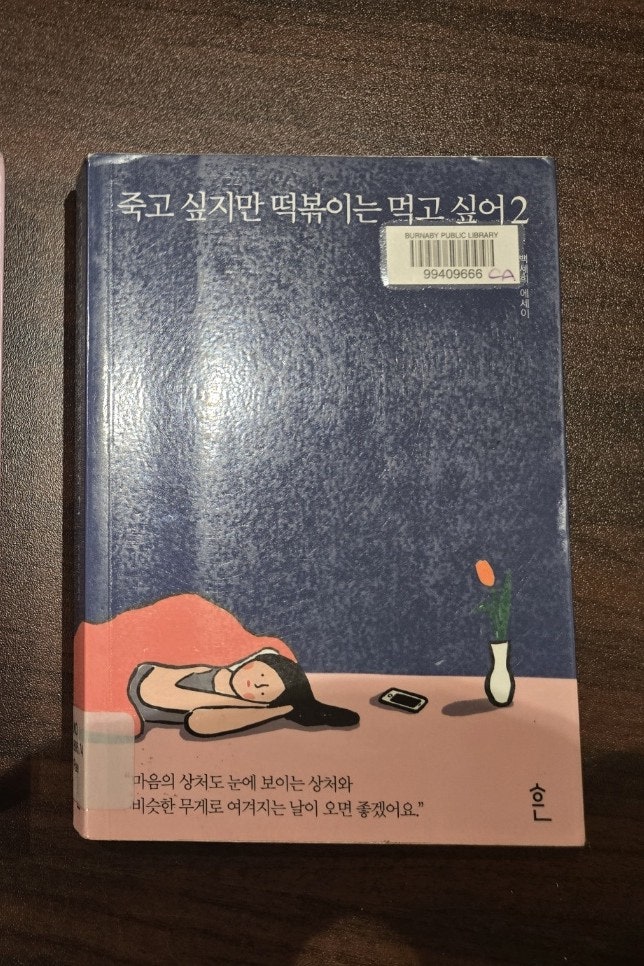 죽고 싶지만 떡볶이는 먹고 싶어 2
BURNABY PUBLIC LIBRARY
99409666 CA
에세이
“마음의 상처도 눈에 보이는 상처와
비슷한 무게로 여겨지는 날이 오면 좋겠어요.”
흔